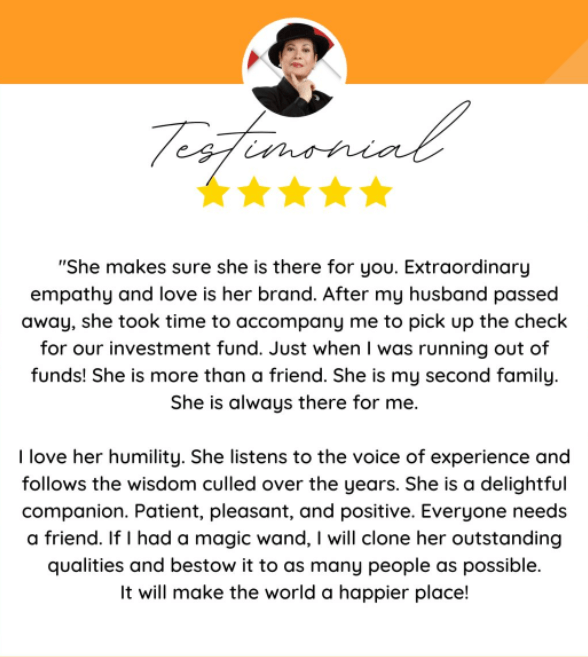 Testimonial
"She makes sure she is there for you. Extraordinary
empathy and love is her brand. After my husband passed
away, she took time to accompany me to pick up the check
for our investment fund. Just when I was running out of
funds! She is more than a friend. She is my second family.
She is always there for me.
I love her humility. She listens to the voice of experience and
follows the wisdom culled over the years. She is a delightful
companion. Patient, pleasant, and positive. Everyone needs
a friend. If I had a magic wand, I will clone her outstanding
qualities and bestow it to as many people as possible.
It will make the world a happier place!